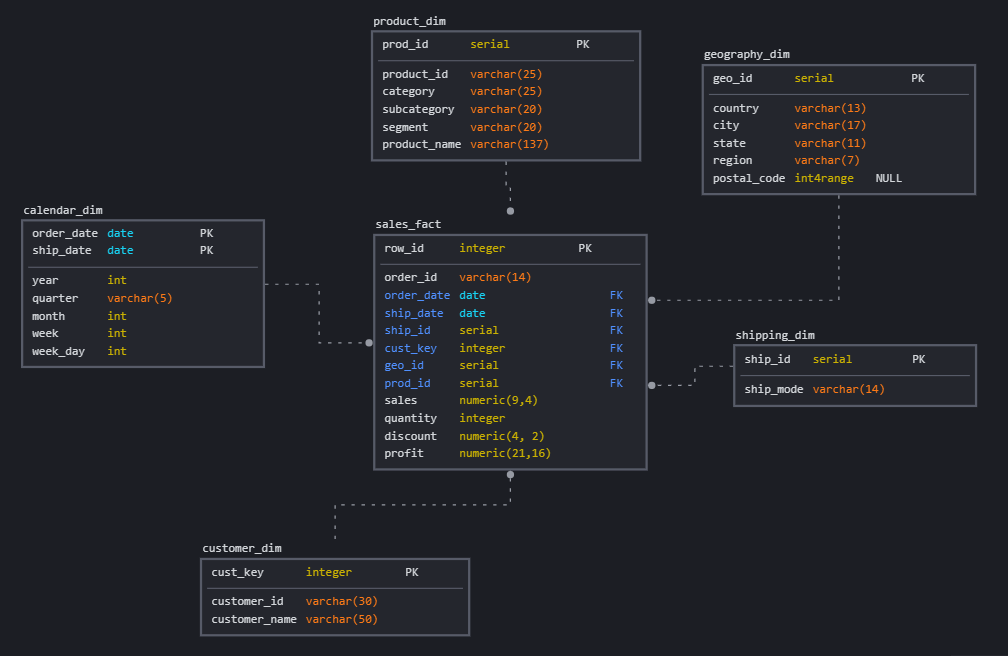 product_dim
prod_id serial PK
product_id varchar(25)
category varchar(25)
subcategory varchar(20)
segment varchar(20)
product_name varchar(137)
geography_dim
geo_id serial PK
country varchar(13)
city varchar(17)
state varchar(11)
region varchar(7)
postal_code int4range NULL
calendar_dim
order_date date PK
ship_date date PK
year int
quarter varchar(5)
month int
week int
week_day int
sales_fact
row_id integer PK
order_id varchar(14)
order_date date FK
ship_date date FK
ship_id serial FK
cust_key integer FK
geo_id serial FK
prod_id serial FK
sales numeric(9,4)
quantity integer
discount numeric(4, 2)
profit numeric(21,16)
shipping_dim
ship_id serial PK
ship_mode varchar(14)
customer_dim
cust_key integer PK
customer_id varchar(30)
customer_name varchar(50)